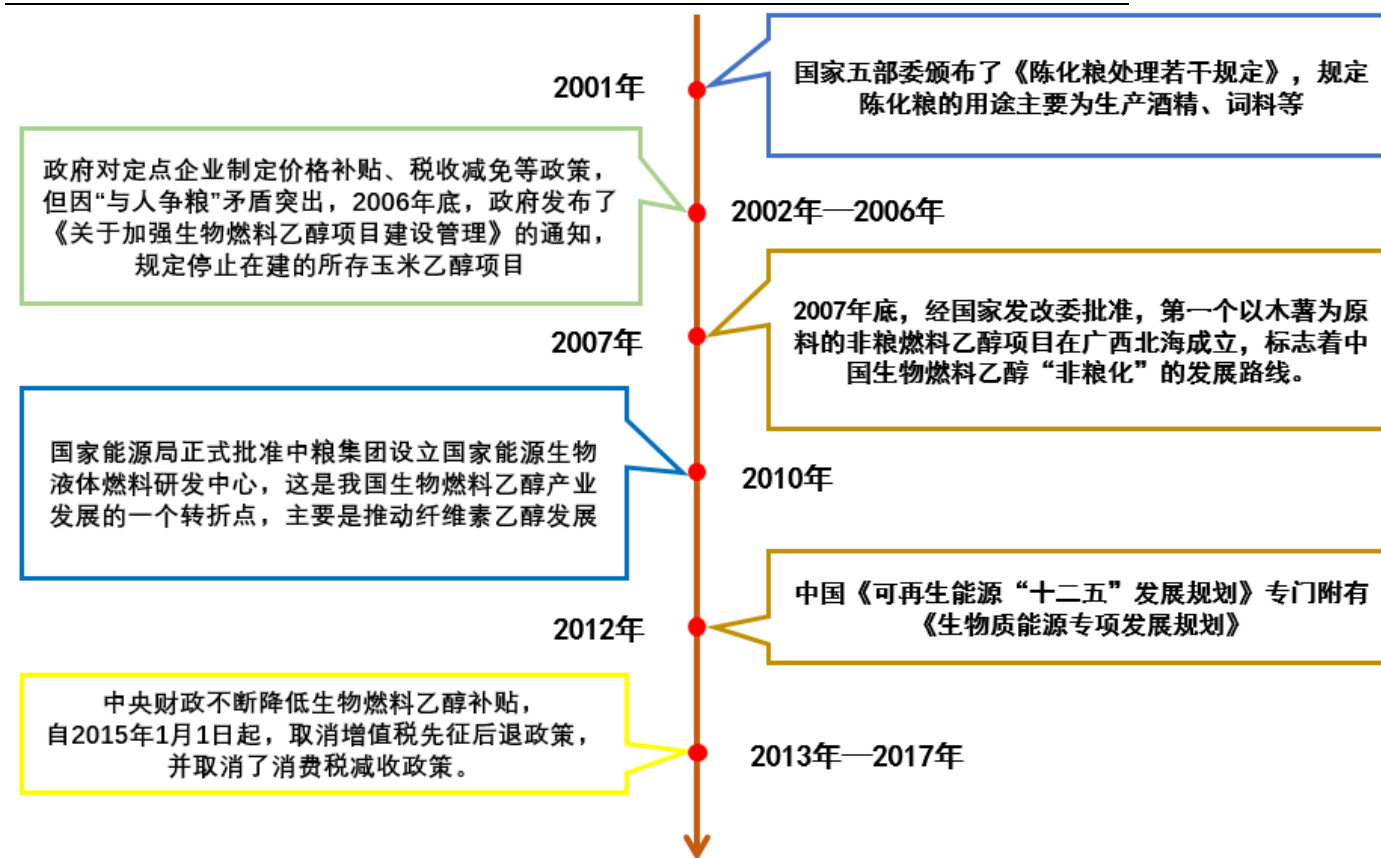 2001年
国家五部委颁布了《陈化粮处理若干规定》，规定
陈化粮的用途主要为生产酒精、词料等
政府对定点企业制定价格补贴、税收减免等政策，
但因“与人争粮”矛盾突出，2006年底，政府发布了
《关于加强生物燃料乙醇项目建设管理》的通知，
规定停止在建的所存玉米乙醇项目
2002年—2006年
2007年
2007年底，经国家发改委批准，第一个以木薯为原
料的非粮燃料乙醇项目在广西北海成立，标志着中
国生物燃料乙醇“非粮化”的发展路线。
国家能源局正式批准中粮集团设立国家能源生物
液体燃料研发中心，这是我国生物燃料乙醇产业
发展的一个转折点，主要是推动纤维素乙醇发展
2010年
2012年
中国《可再生能源“十二五”发展规划》专门附有
《生物质能源专项发展规划》
中央财政不断降低生物燃料乙醇补贴，
自2015年1月1日起，取消增值税先征后退政策，
并取消了消费税减收政策。
2013年—2017年